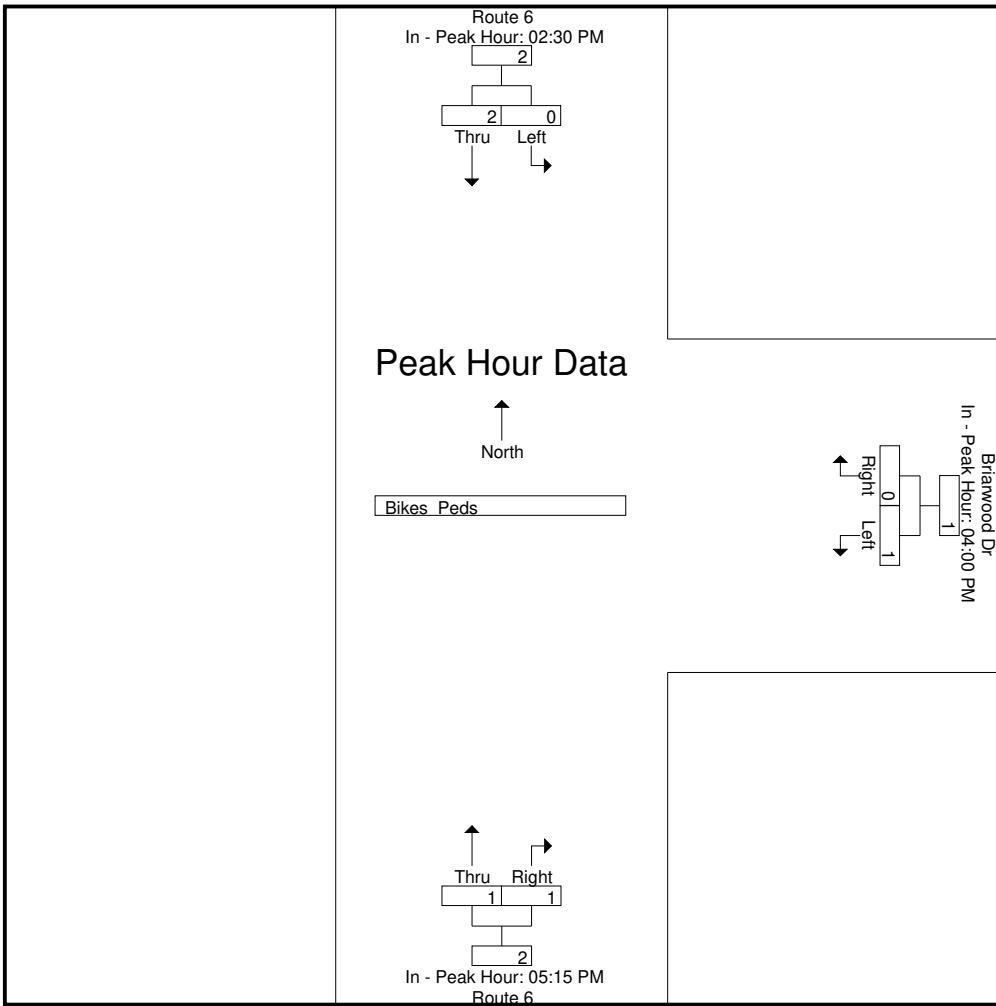 Route 6
In - Peak Hour: 02:30 PM
2
2 0
Thru Left
Peak Hour Data
North
Bikes Peds
Briarwood Dr
In - Peak Hour: 04:00 PM
1
0 1
Right Left
Thru Right
1 1
2
In - Peak Hour: 05:15 PM
Route 6